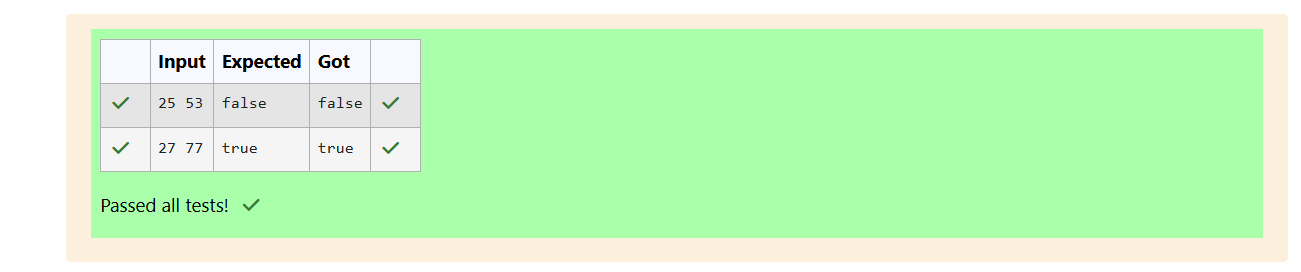 Input Expected Got
25 53 false false
27 77 true true
Passed all tests!